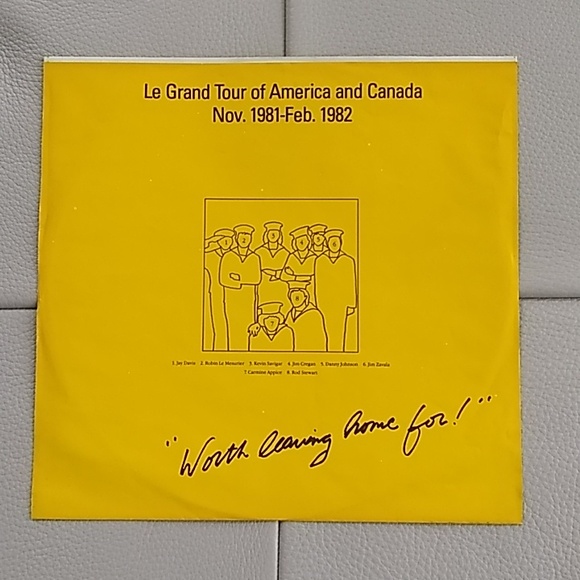 Le Grand Tour of America and Canada
Nov. 1981-Feb. 1982
1. Jay Davis 2. Robin Le Mesurier 3. Kevin Savigar 4. Jim Cregan 5. Danny Johnson 6. Jim Zavala
7. Carmine Appice 8. Rod Stewart
"Worth leaving home for!"